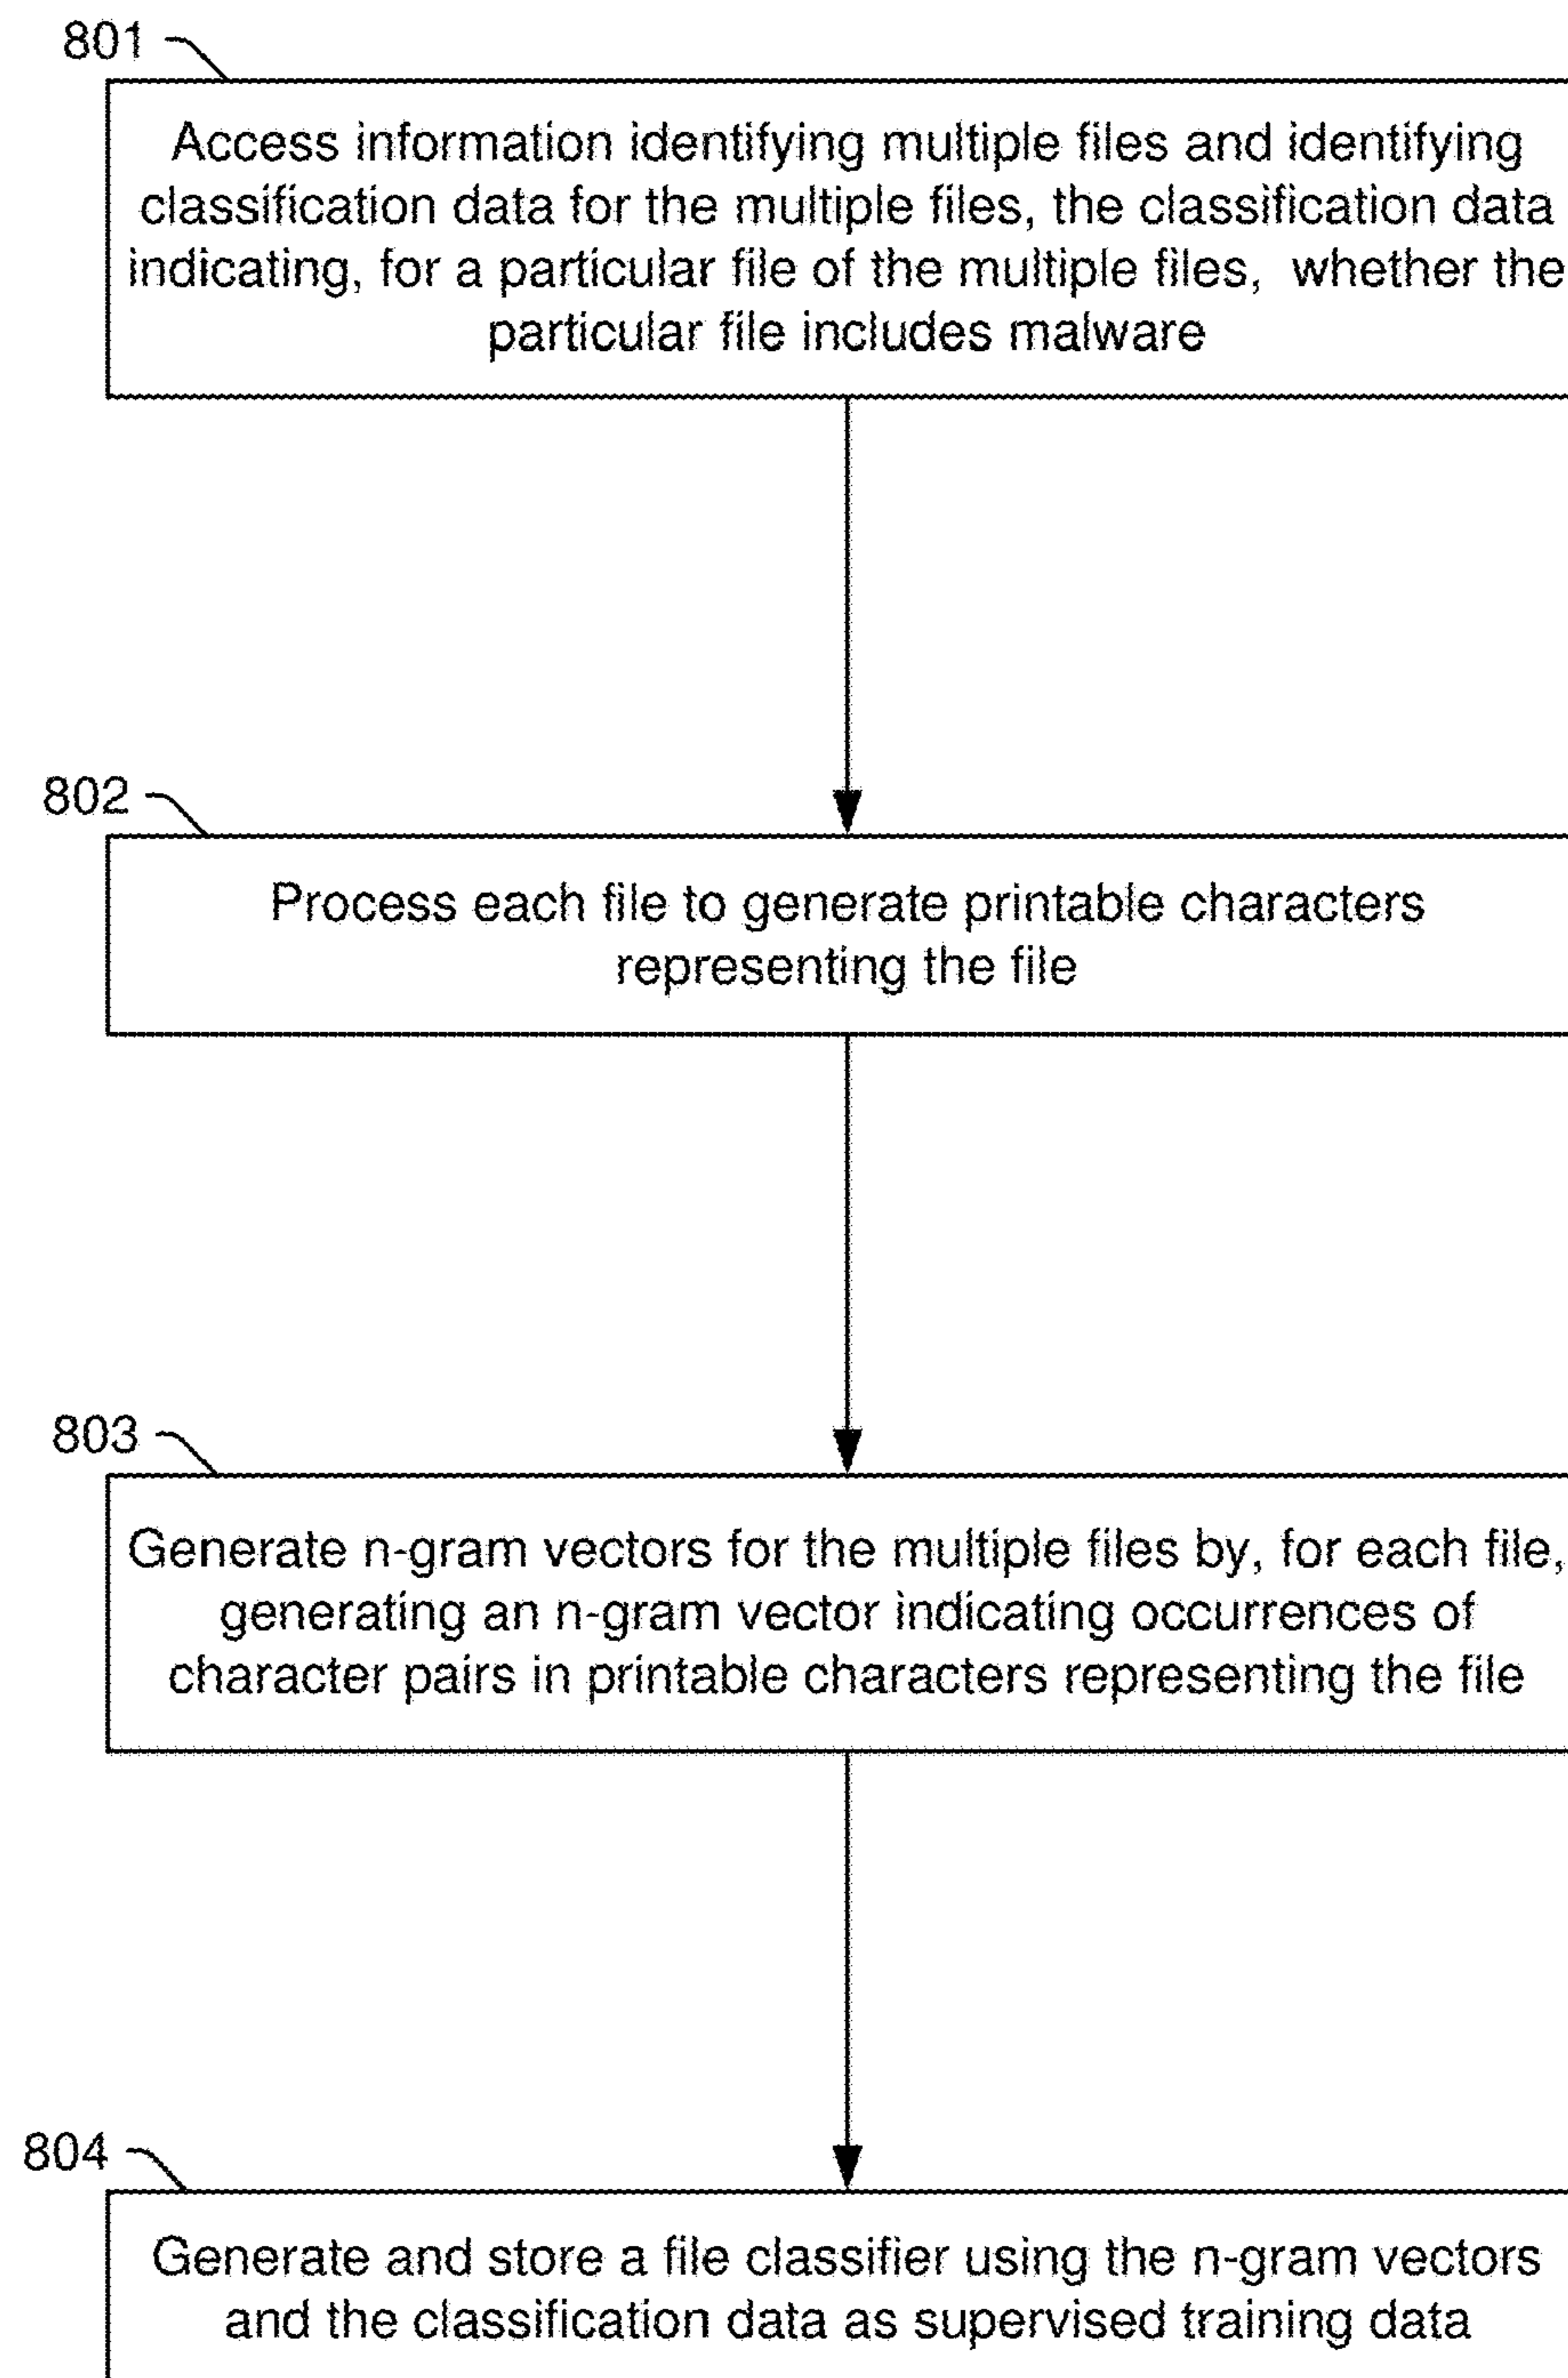 801
Access information identifying multiple files and identifying
classification data for the multiple files, the classification data
indicating, for a particular file of the multiple files,  whether the
particular file includes malware
802
Process each file to generate printable characters
representing the file
803
Generate n-gram vectors for the multiple files by, for each file,
generating an n-gram vector indicating occurrences of
character pairs in printable characters representing the file
804
Generate and store a file classifier using the n-gram vectors
and the classification data as supervised training data